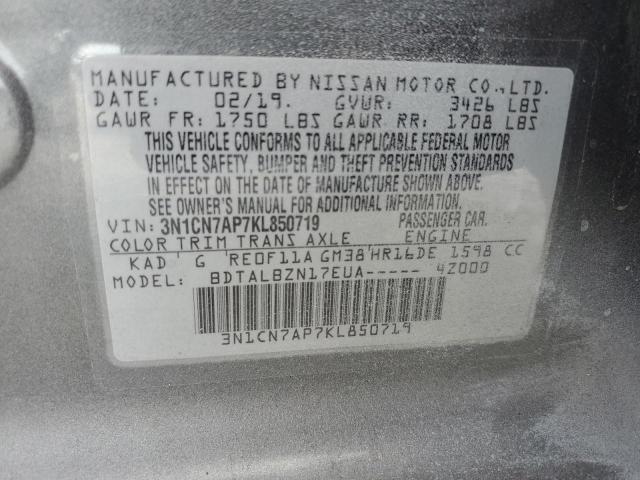 MANUFACTURED BY NISSAN MOTOR CO.,LTD.
DATE: 02/19. GVWR: 3426 LBS
GAWR FR: 1750 LBS GAWR RR: 1708 LBS
THIS VEHICLE CONFORMS TO ALL APPLICABLE FEDERAL MOTOR
VEHICLE SAFETY, BUMPER AND THEFT PREVENTION STANDARDS
IN EFFECT ON THE DATE OF MANUFACTURE SHOWN ABOVE.
SEE OWNER'S MANUAL FOR ADDITIONAL INFORMATION.
VIN: 3N1CN7AP7KL850719 PASSENGER CAR.
COLOR TRIM TRANS AXLE ENGINE
KAD ' G ' RE0F11A GM38 'HR16DE 1598 CC
MODEL: BDTALBZN17EUA----- 4Z000
3N1CN7AP7KL850719